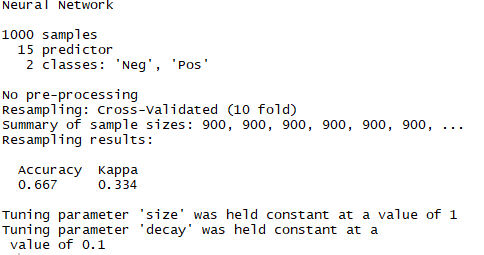 Neural Network
1000 samples
15 predictor
2 classes: 'Neg', 'Pos'
No pre-processing
Resampling: Cross-Validated (10 fold)
Summary of sample sizes: 900, 900, 900, 900, 900, 900, ...
Resampling results:
Accuracy  Kappa
0.667     0.334
Tuning parameter 'size' was held constant at a value of 1
Tuning parameter 'decay' was held constant at a
value of 0.1